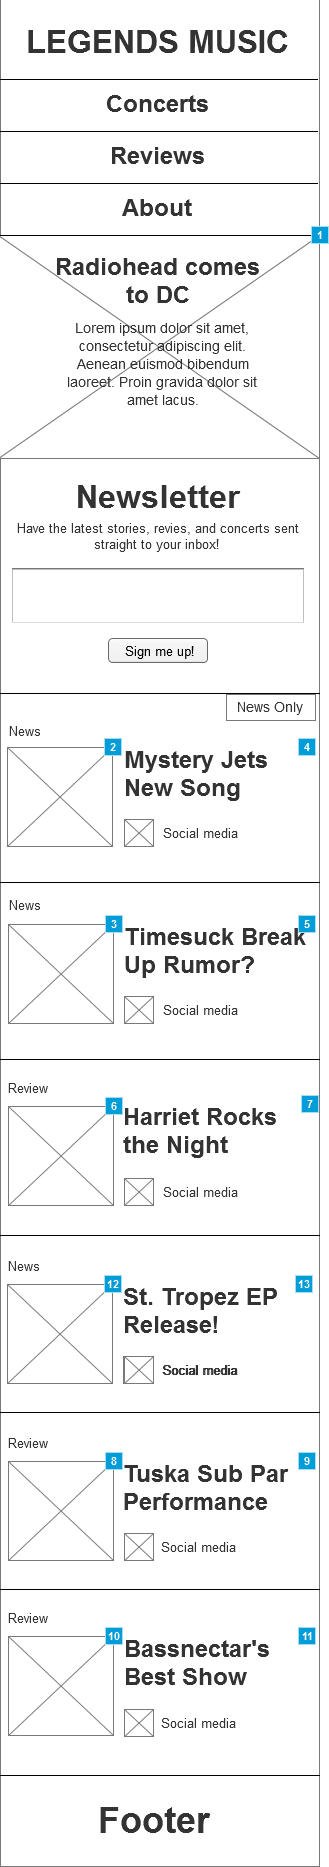 LEGENDS MUSIC
Concerts
Reviews
About
1
Radiohead comes
to DC
Lorem ipsum dolor sit amet,
consectetur adipiscing elit.
Aenean euismod bibendum
laoreet. Proin gravida dolor sit
amet lacus.
Newsletter
Have the latest stories, revies, and concerts sent
straight to your inbox!
Sign me up!
News Only
News
2
4
Mystery Jets
New Song
Social media
News
3
5
Timesuck Break
Up Rumor?
Social media
Review
6
7
Harriet Rocks
the Night
Social media
News
12
13
St. Tropez EP
Release!
Social media
Review
8
9
Tuska Sub Par
Performance
Social media
Review
10
11
Bassnectar's
Best Show
Social media
Footer